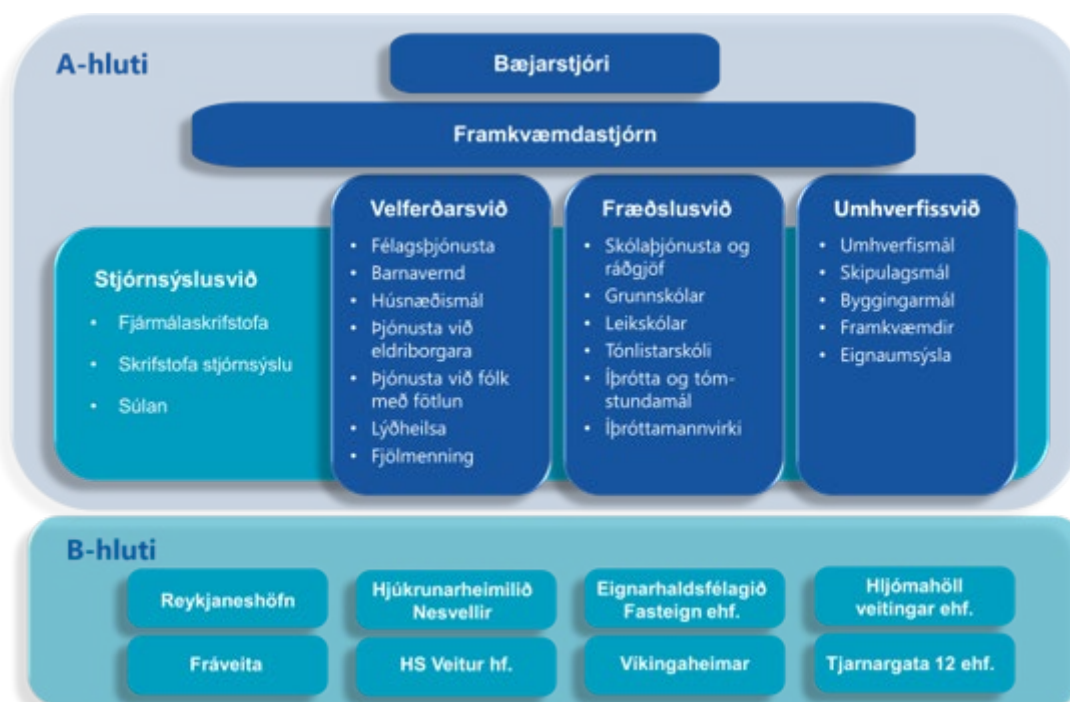 A-hluti
Bæjarstjóri
Framkvæmdastjórn
Stjórnsýslusvið
• Fjármálaskrifstofa
• Skrifstofa stjórnsýslu
• Súlan
Velferðarsvið
• Félagsþjónusta
• Barnavernd
• Húsnæðismál
• Þjónusta við
eldriborgara
• Þjónusta við fólk
með fötlun
• Lýðheilsa
• Fjölmenning
Fræðslusvið
• Skólaþjónusta og
ráðgjöf
• Grunnskólar
• Leikskólar
• Tónlistarskóli
• Íþrótta og tóm-
stundamál
• Íþróttamannvirki
Umhverfissvið
• Umhverfismál
• Skipulagsmál
• Byggingarmál
• Framkvæmdir
• Eignaumsýsla
B-hluti
Reykjaneshöfn
Hjúkrunarheimilið
Nesvellir
Eignarhaldsfélagið
Fasteign ehf.
Hljómahöll
veitingar ehf.
Fráveita
HS Veitur hf.
Víkingaheimar
Tjarnargata 12 ehf.